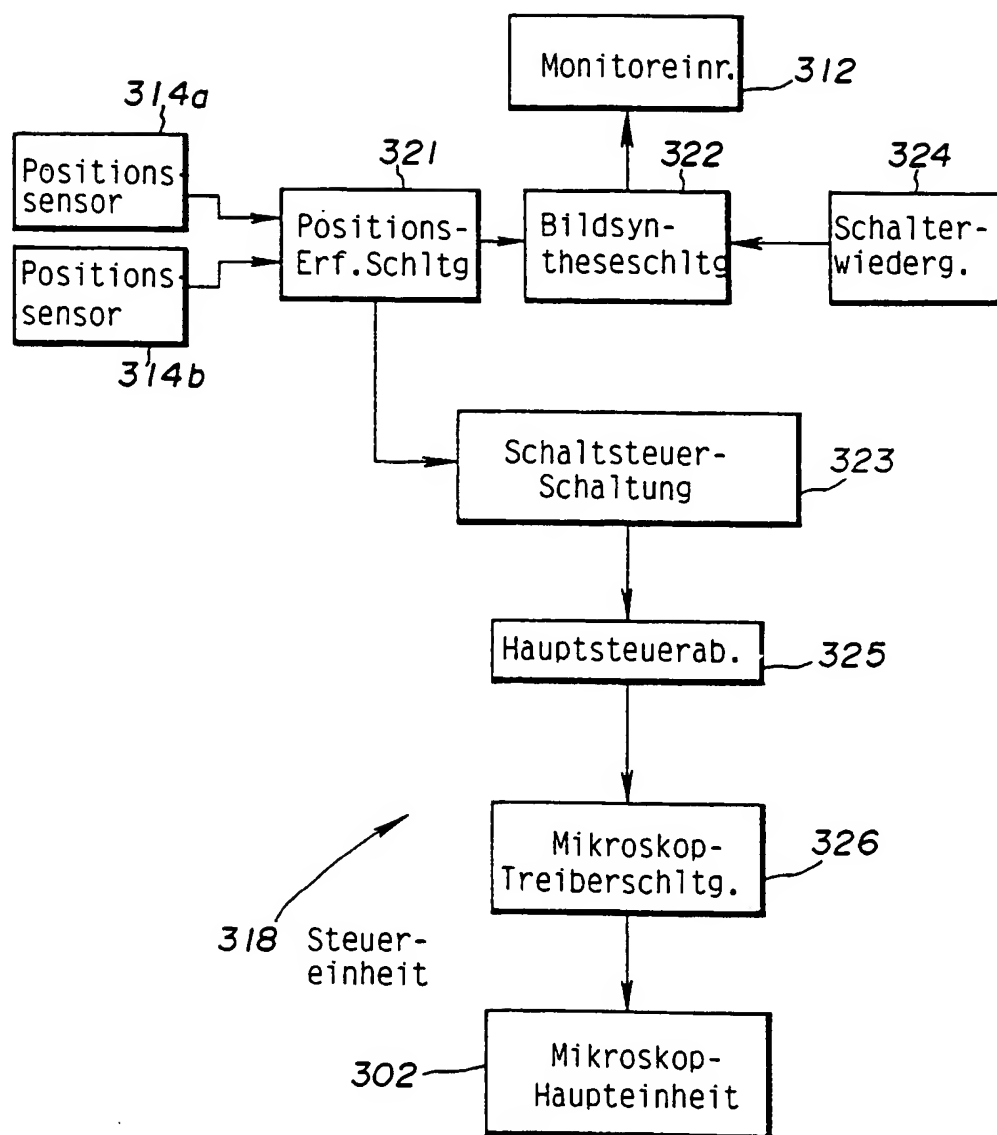 Monitoreinr.
312
314a
Positions-
sensor
321
Positions-
Erf.Schltg
322
Bildsyn-
theseschltg
324
Schalter-
wiederg.
Positions
sensor
314b
Schaltsteuer-
Schaltung
323
Hauptsteuerab.
325
Mikroskop-
Treiberschltg.
326
318 Steuer-
einheit
302
Mikroskop-
Haupteinheit